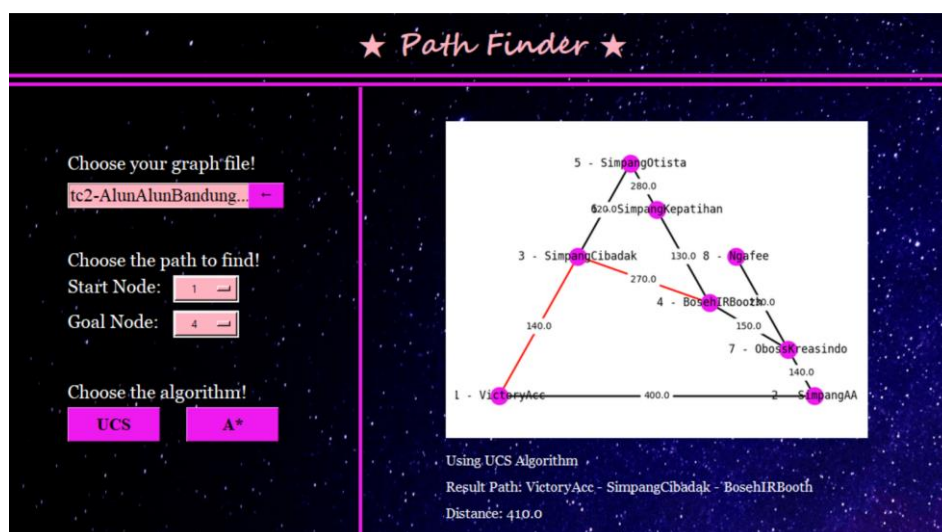 ★ Path Finder ★
Choose your graph file!
tc2-AlunAlunBandung... ←
Choose the path to find!
Start Node: 1
Goal Node: 4
Choose the algorithm!
UCS A*
5 - SimpangOtista
280.0
SimpangKepatihan
3 - SimpangCibadak
130.0
8 - Ngafee
270.0
4 - BosehIRBooth
140.0
150.0
7 - ObossKreasindo
140.0
1 - VictoryAcc
400.0
2 - SimpangAA
Using UCS Algorithm
Result Path: VictoryAcc - SimpangCibadak - BosehIRBooth
Distance: 410.0